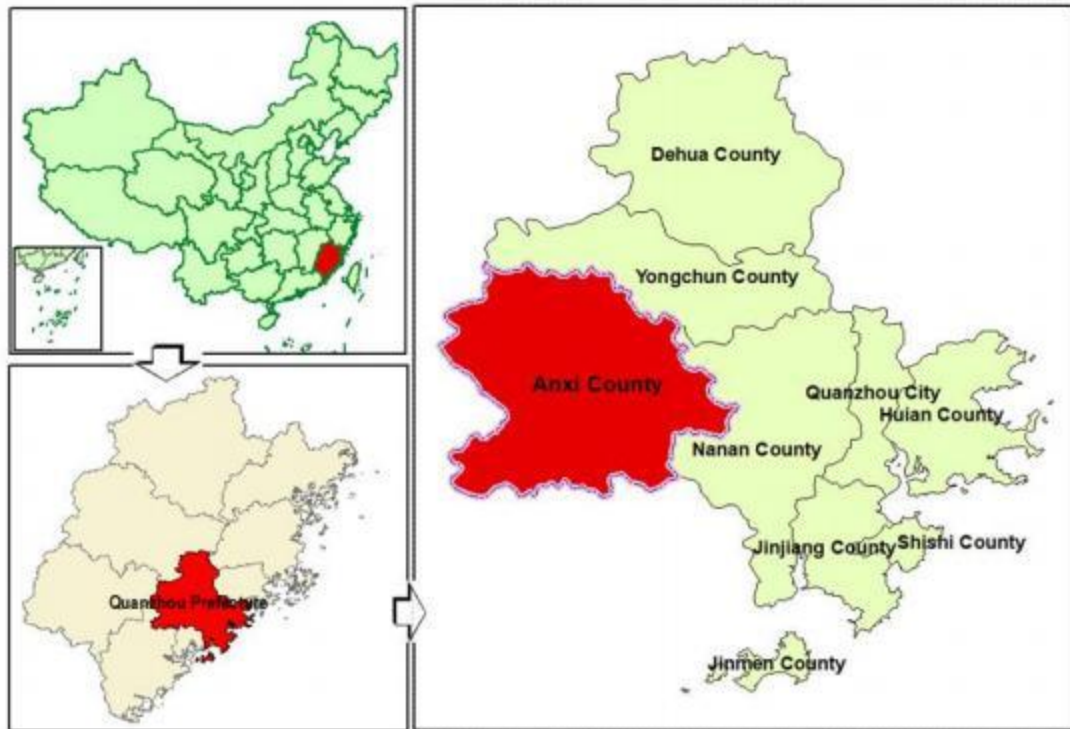 Dehua County
Yongchun County
Anxi County
Quanzhou City
Huian County
Nanan County
Jinjiang County
Shishi County
Jinmen County
Quanzhou Prefectute